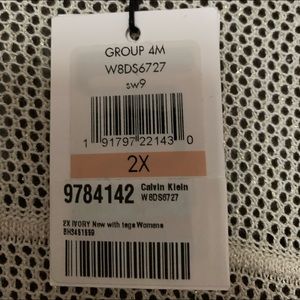 GROUP 4M
W8DS6727
sw9
1 91797 22143 0
2X
9784142 Calvin Klein
W8DS6727
2X IVORY New with tags Womens